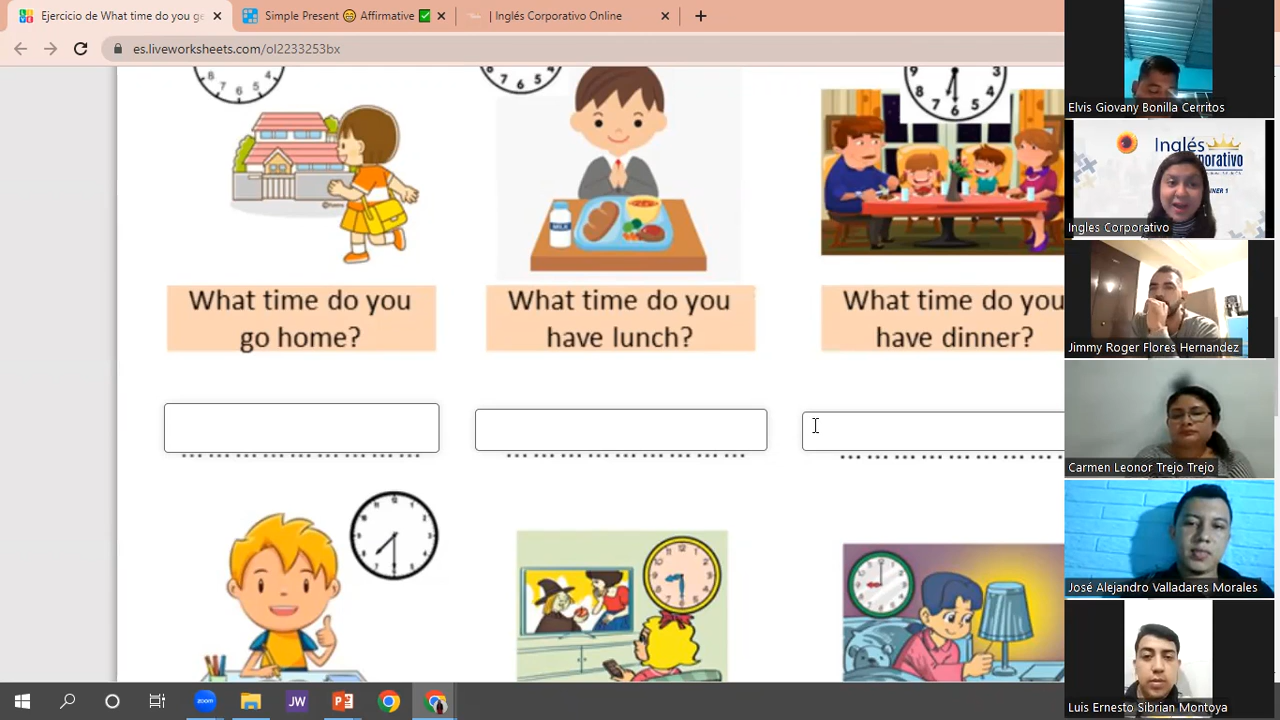 Ejercicio de What time do you ge
Simple Present 😁 Affirmative ✅
Inglés Corporativo Online
es.liveworksheets.com/ol2233253bx
What time do you
go home?
What time do you
have lunch?
What time do you
have dinner?
MILK
Elvis Giovany Bonilla Cerritos
Inglés
Ingles Corporativo
Jimmy Roger Flores Hernandez
Carmen Leonor Trejo Trejo
José Alejandro Valladares Morales
Luis Ernesto Sibrian Montoya
zoom
JW